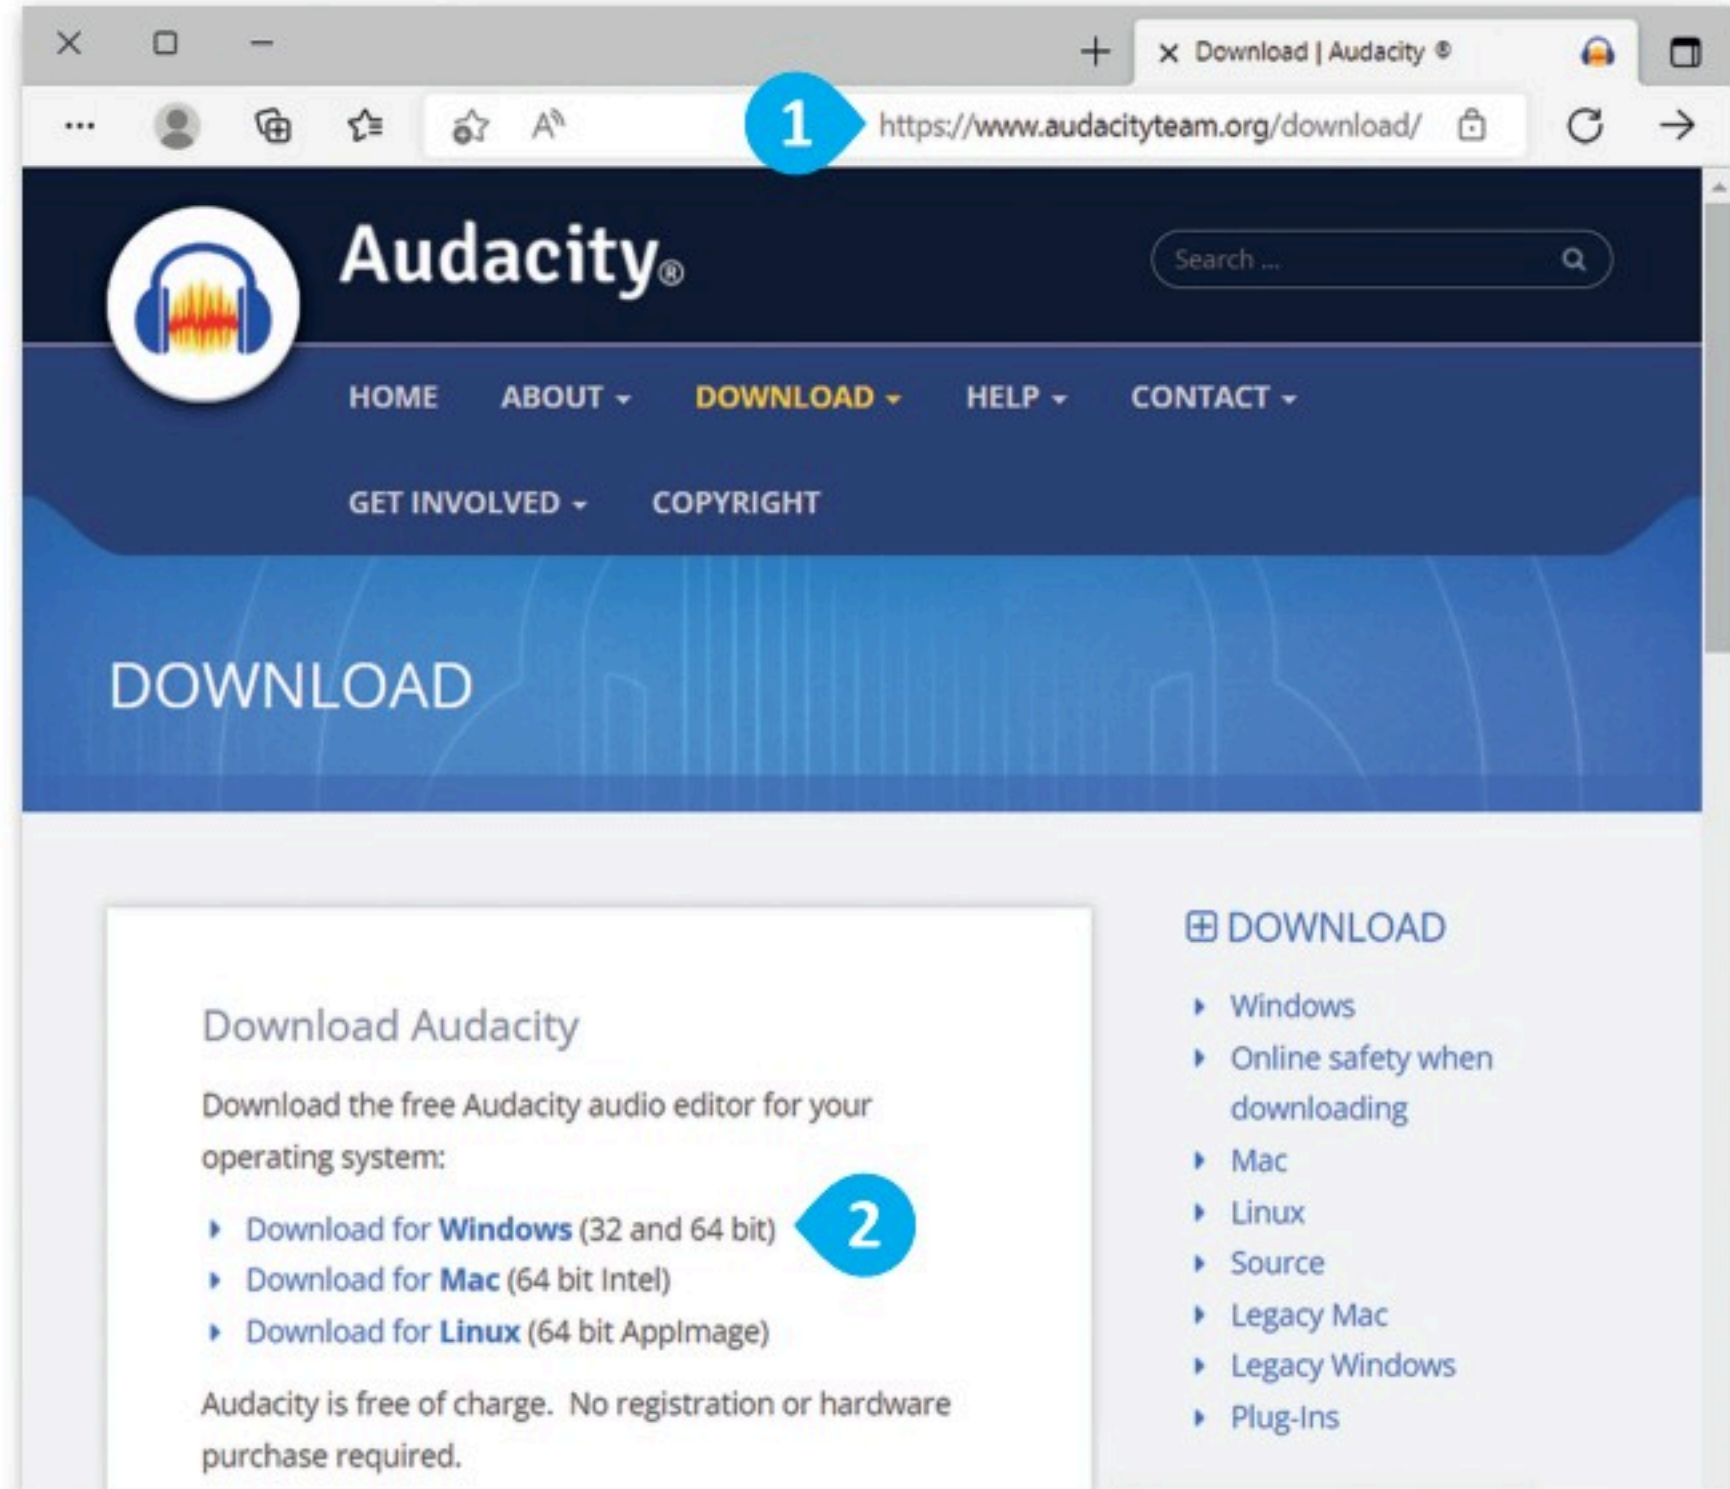 Download | Audacity ®
1
https://www.audacityteam.org/download/
Audacity®
Search ...
HOME ABOUT DOWNLOAD HELP CONTACT
GET INVOLVED COPYRIGHT
DOWNLOAD
Download Audacity
Download the free Audacity audio editor for your
operating system:
Download for Windows (32 and 64 bit)
2
Download for Mac (64 bit Intel)
Download for Linux (64 bit AppImage)
Audacity is free of charge. No registration or hardware
purchase required.
DOWNLOAD
Windows
Online safety when
downloading
Mac
Linux
Source
Legacy Mac
Legacy Windows
Plug-Ins